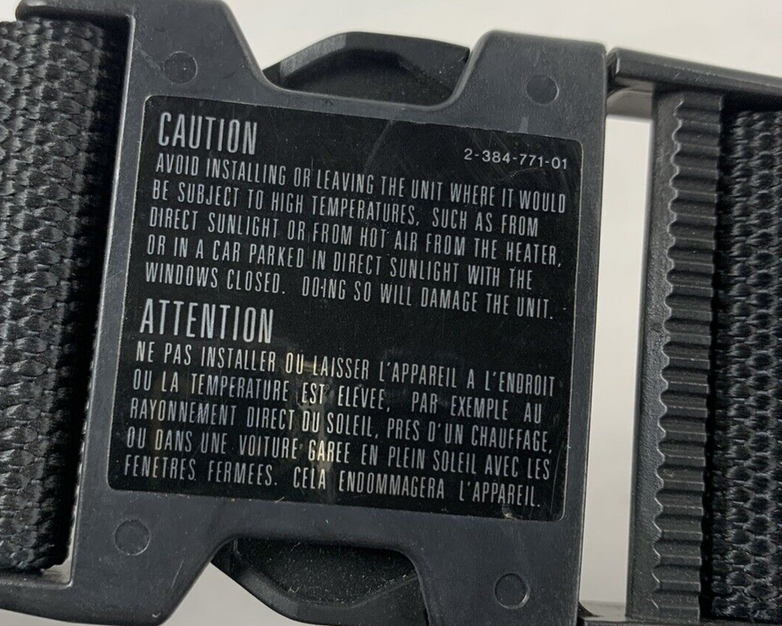 CAUTION
2-384-771-01
AVOID INSTALLING OR LEAVING THE UNIT WHERE IT WOULD
BE SUBJECT TO HIGH TEMPERATURES, SUCH AS FROM
DIRECT SUNLIGHT OR FROM HOT AIR FROM THE HEATER,
OR IN A CAR PARKED IN DIRECT SUNLIGHT WITH THE
WINDOWS CLOSED. DOING SO WILL DAMAGE THE UNIT.
ATTENTION
NE PAS INSTALLER OU LAISSER L'APPAREIL A L'ENDROIT
OU LA TEMPERATURE EST ELEVEE, PAR EXEMPLE AU
RAYONNEMENT DIRECT DU SOLEIL, PRES D'UN CHAUFFAGE,
OU DANS UNE VOITURE GAREE EN PLEIN SOLEIL AVEC LES
FENETRES FERMEES. CELA ENDOMMAGERA L'APPAREIL.